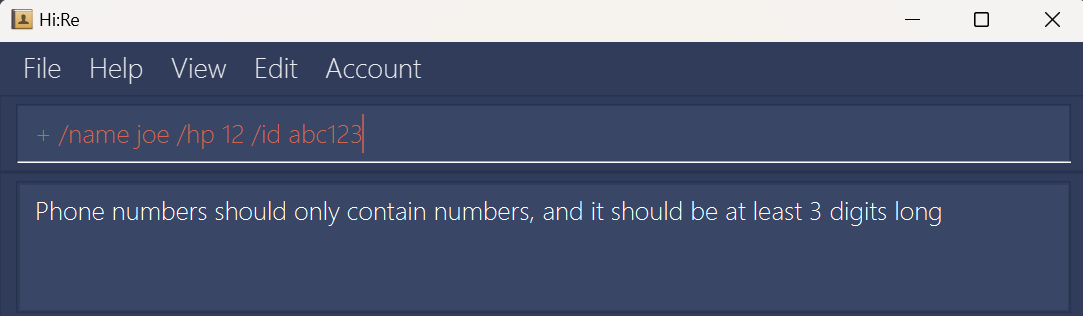 Hi:Re
File Help View Edit Account
+ /name joe /hp 12 /id abc123
Phone numbers should only contain numbers, and it should be at least 3 digits long